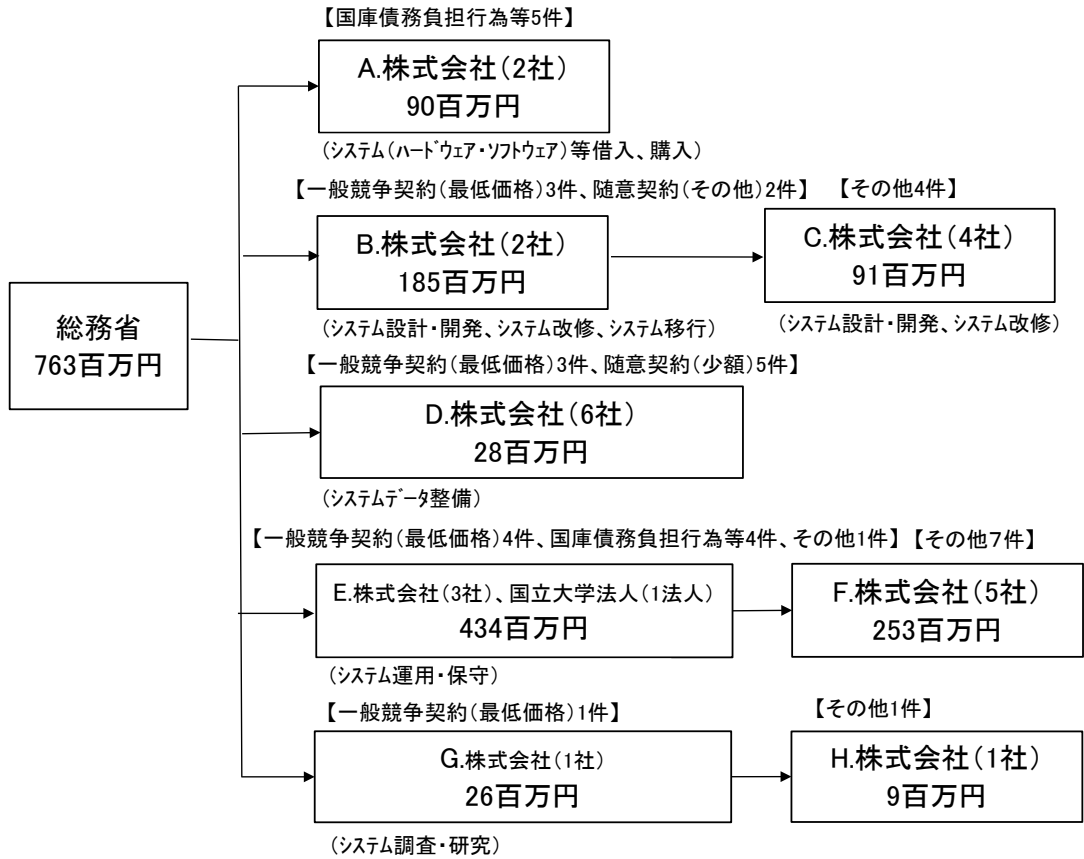 【国庫債務負担行為等5件】
A.株式会社(2社)
90百万円
(システム(ハードウェア・ソフトウェア)等借入、購入)
【一般競争契約(最低価格)3件、随意契約(その他)2件】 【その他4件】
B.株式会社(2社)
185百万円
C.株式会社(4社)
91百万円
(システム設計・開発、システム改修、システム移行)
(システム設計・開発、システム改修)
総務省
763百万円
【一般競争契約(最低価格)3件、随意契約(少額)5件】
D.株式会社(6社)
28百万円
(システムデータ整備)
【一般競争契約(最低価格)4件、国庫債務負担行為等4件、その他1件】 【その他7件】
E.株式会社(3社)、国立大学法人(1法人)
434百万円
F.株式会社(5社)
253百万円
(システム運用・保守)
【一般競争契約(最低価格)1件】
【その他1件】
G.株式会社(1社)
26百万円
H.株式会社(1社)
9百万円
(システム調査・研究)